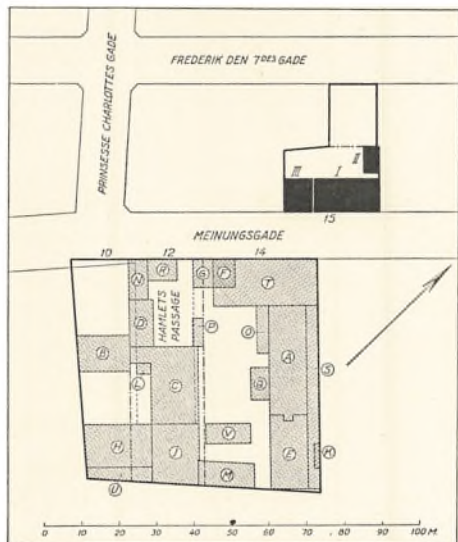 FREDERIK DEN 7DES GADE
PRINSESSE CHARLOTTES GADE
II
III I
15
MEINUNGSGADE
10 12 14
N R G F T
HAMLETS
PASSAGE
D P O
B A S
L C Q
V
H J E K
M
U
0 10 20 30 40 50 60 70 80 90 100 M.